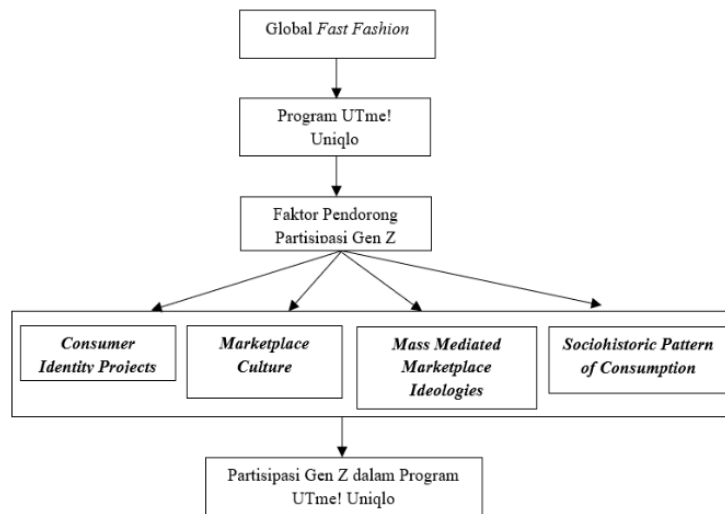 Global Fast Fashion
Program UTme!
Uniqlo
Faktor Pendorong
Partisipasi Gen Z
Consumer
Identity Projects
Marketplace
Culture
Mass Mediated
Marketplace
Ideologies
Sociohistoric Pattern
of Consumption
Partisipasi Gen Z dalam Program
UTme! Uniqlo